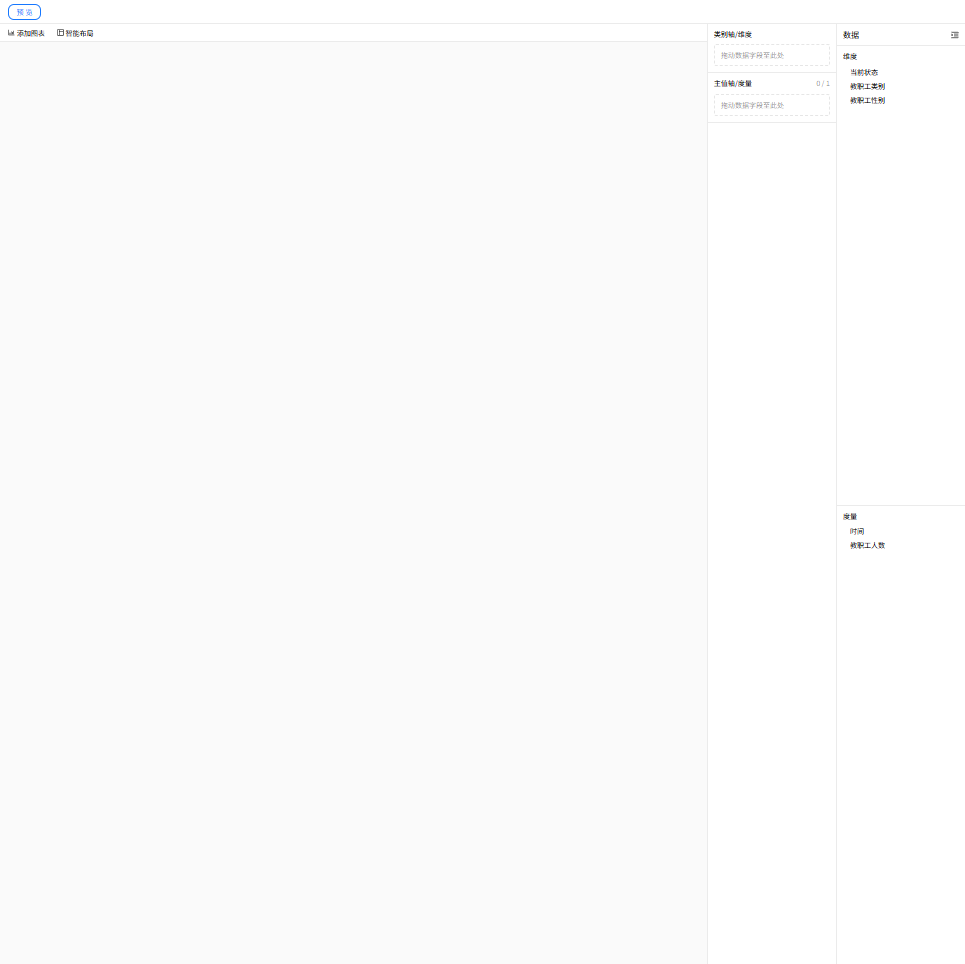 预 览
添加图表 智能布局
类别轴/维度
拖动数据字段至此处
主值轴/度量 0 / 1
拖动数据字段至此处
数据
维度
当前状态
教职工类别
教职工性别
度量
时间
教职工人数